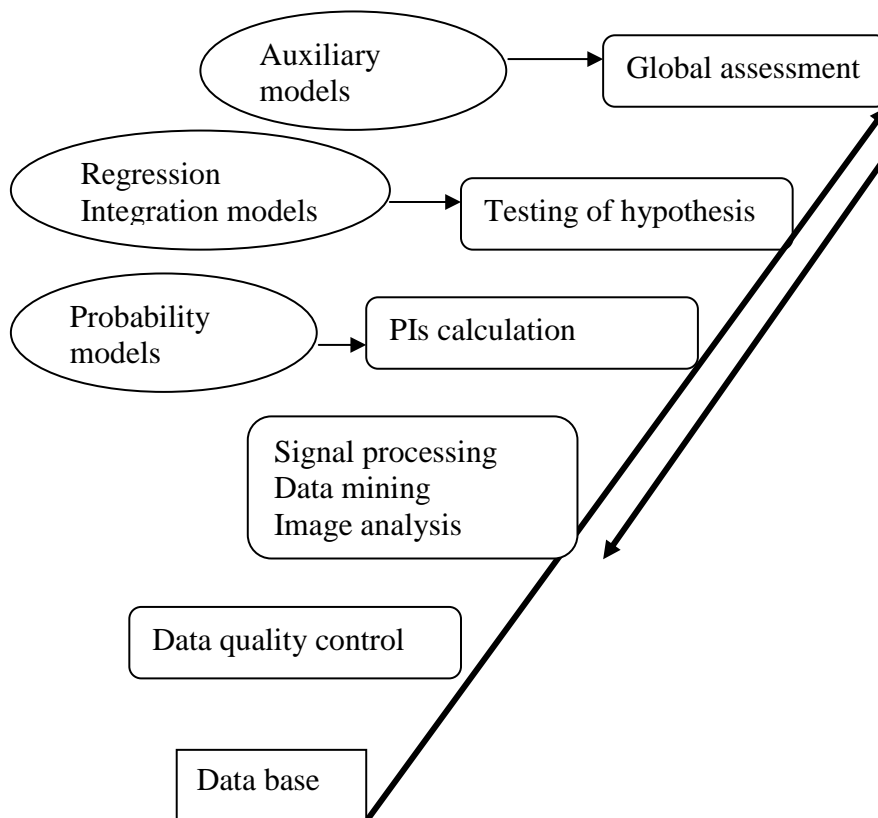 Auxiliary
models
Global assessment
Regression
Integration models
Testing of hypothesis
Probability
models
PIs calculation
Signal processing
Data mining
Image analysis
Data quality control
Data base